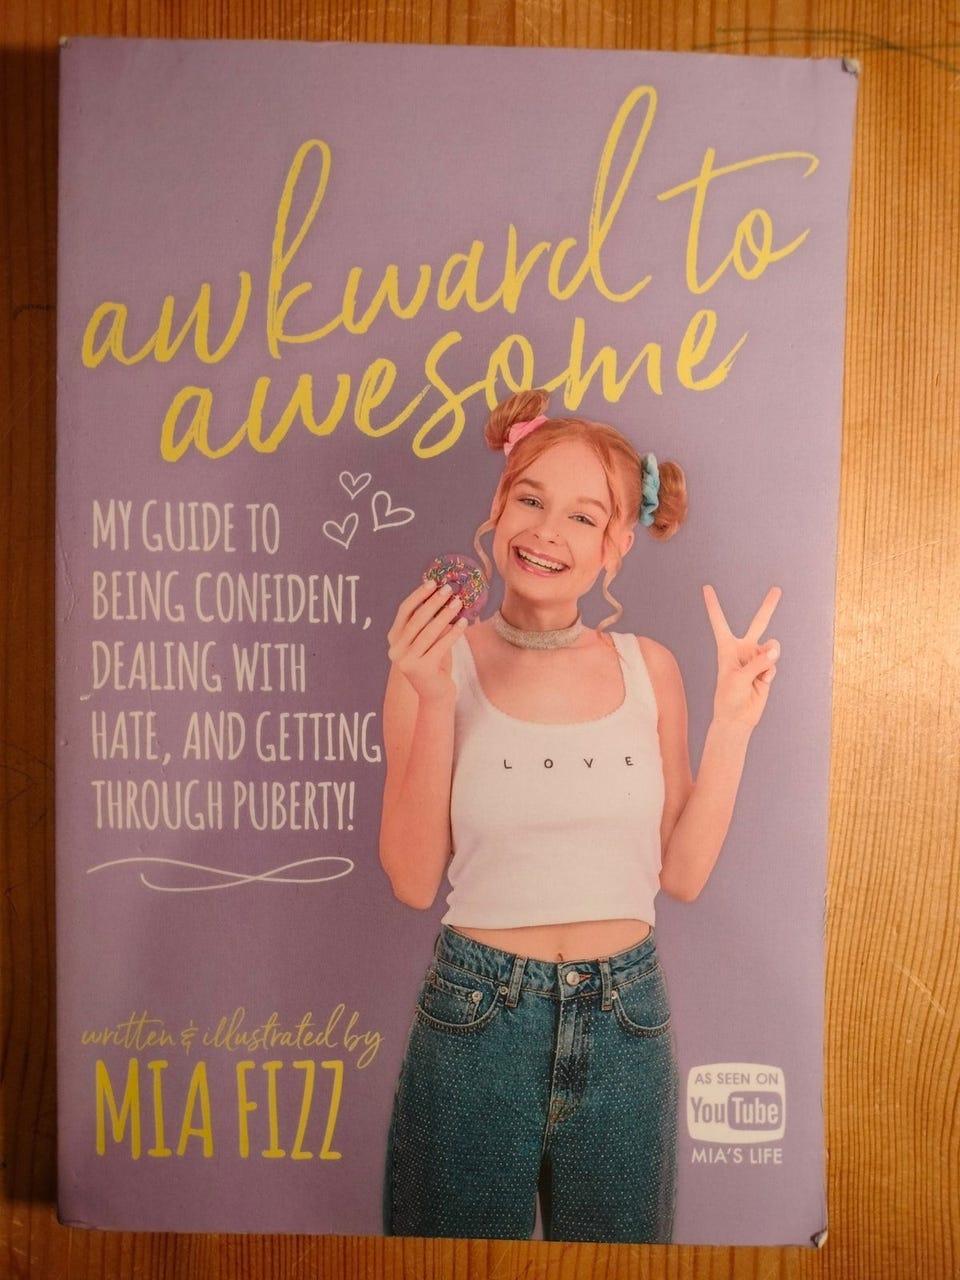 awkward to
awesome
MY GUIDE TO
BEING CONFIDENT,
DEALING WITH
HATE, AND GETTING
THROUGH PUBERTY!
LOVE
written & illustrated by
MIA FIZZ
AS SEEN ON
YouTube
MIA'S LIFE